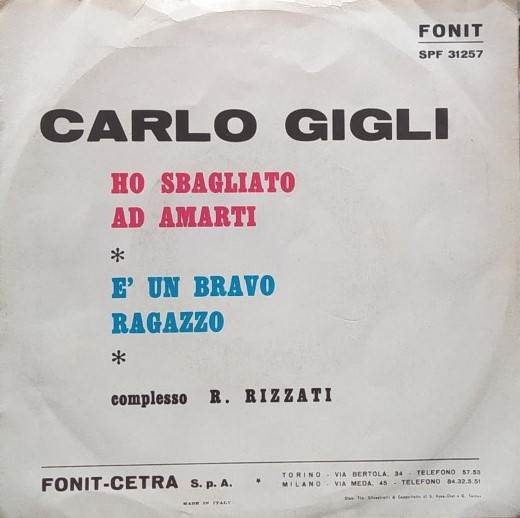 FONIT
SPF 31257
CARLO GIGLI
HO SBAGLIATO
AD AMARTI
*
E' UN BRAVO
RAGAZZO
*
complesso R. RIZZATI
FONIT-CETRA S.p.A. * TORINO - VIA BERTOLA, 34 - TELEFONO 57.53
MILANO - VIA MEDA, 45 - TELEFONO 84.32.5.51
MADE IN ITALY